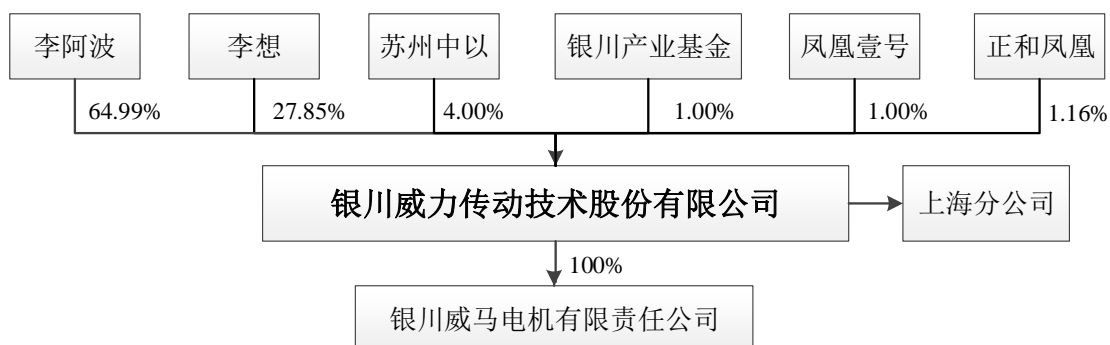 李阿波
李想
苏州中以
银川产业基金
凤凰壹号
正和凤凰
64.99%
27.85%
4.00%
1.00%
1.00%
1.16%
银川威力传动技术股份有限公司
上海分公司
100%
银川威马电机有限责任公司